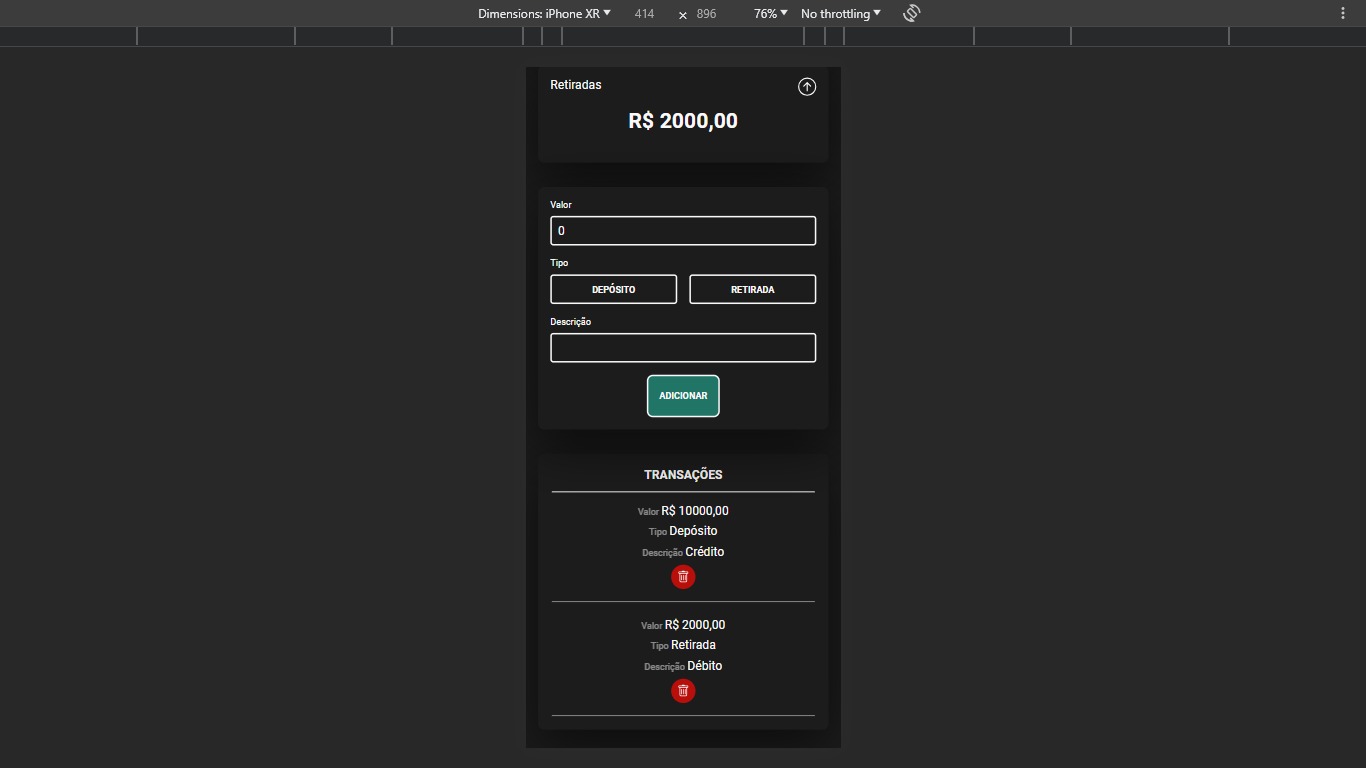 Dimensions: iPhone XR 414 × 896 76% No throttling
Retiradas
R$ 2000,00
Valor
0
Tipo
DEPÓSITO RETIRADA
Descrição
ADICIONAR
TRANSAÇÕES
Valor R$ 10000,00
Tipo Depósito
Descrição Crédito
Valor R$ 2000,00
Tipo Retirada
Descrição Débito